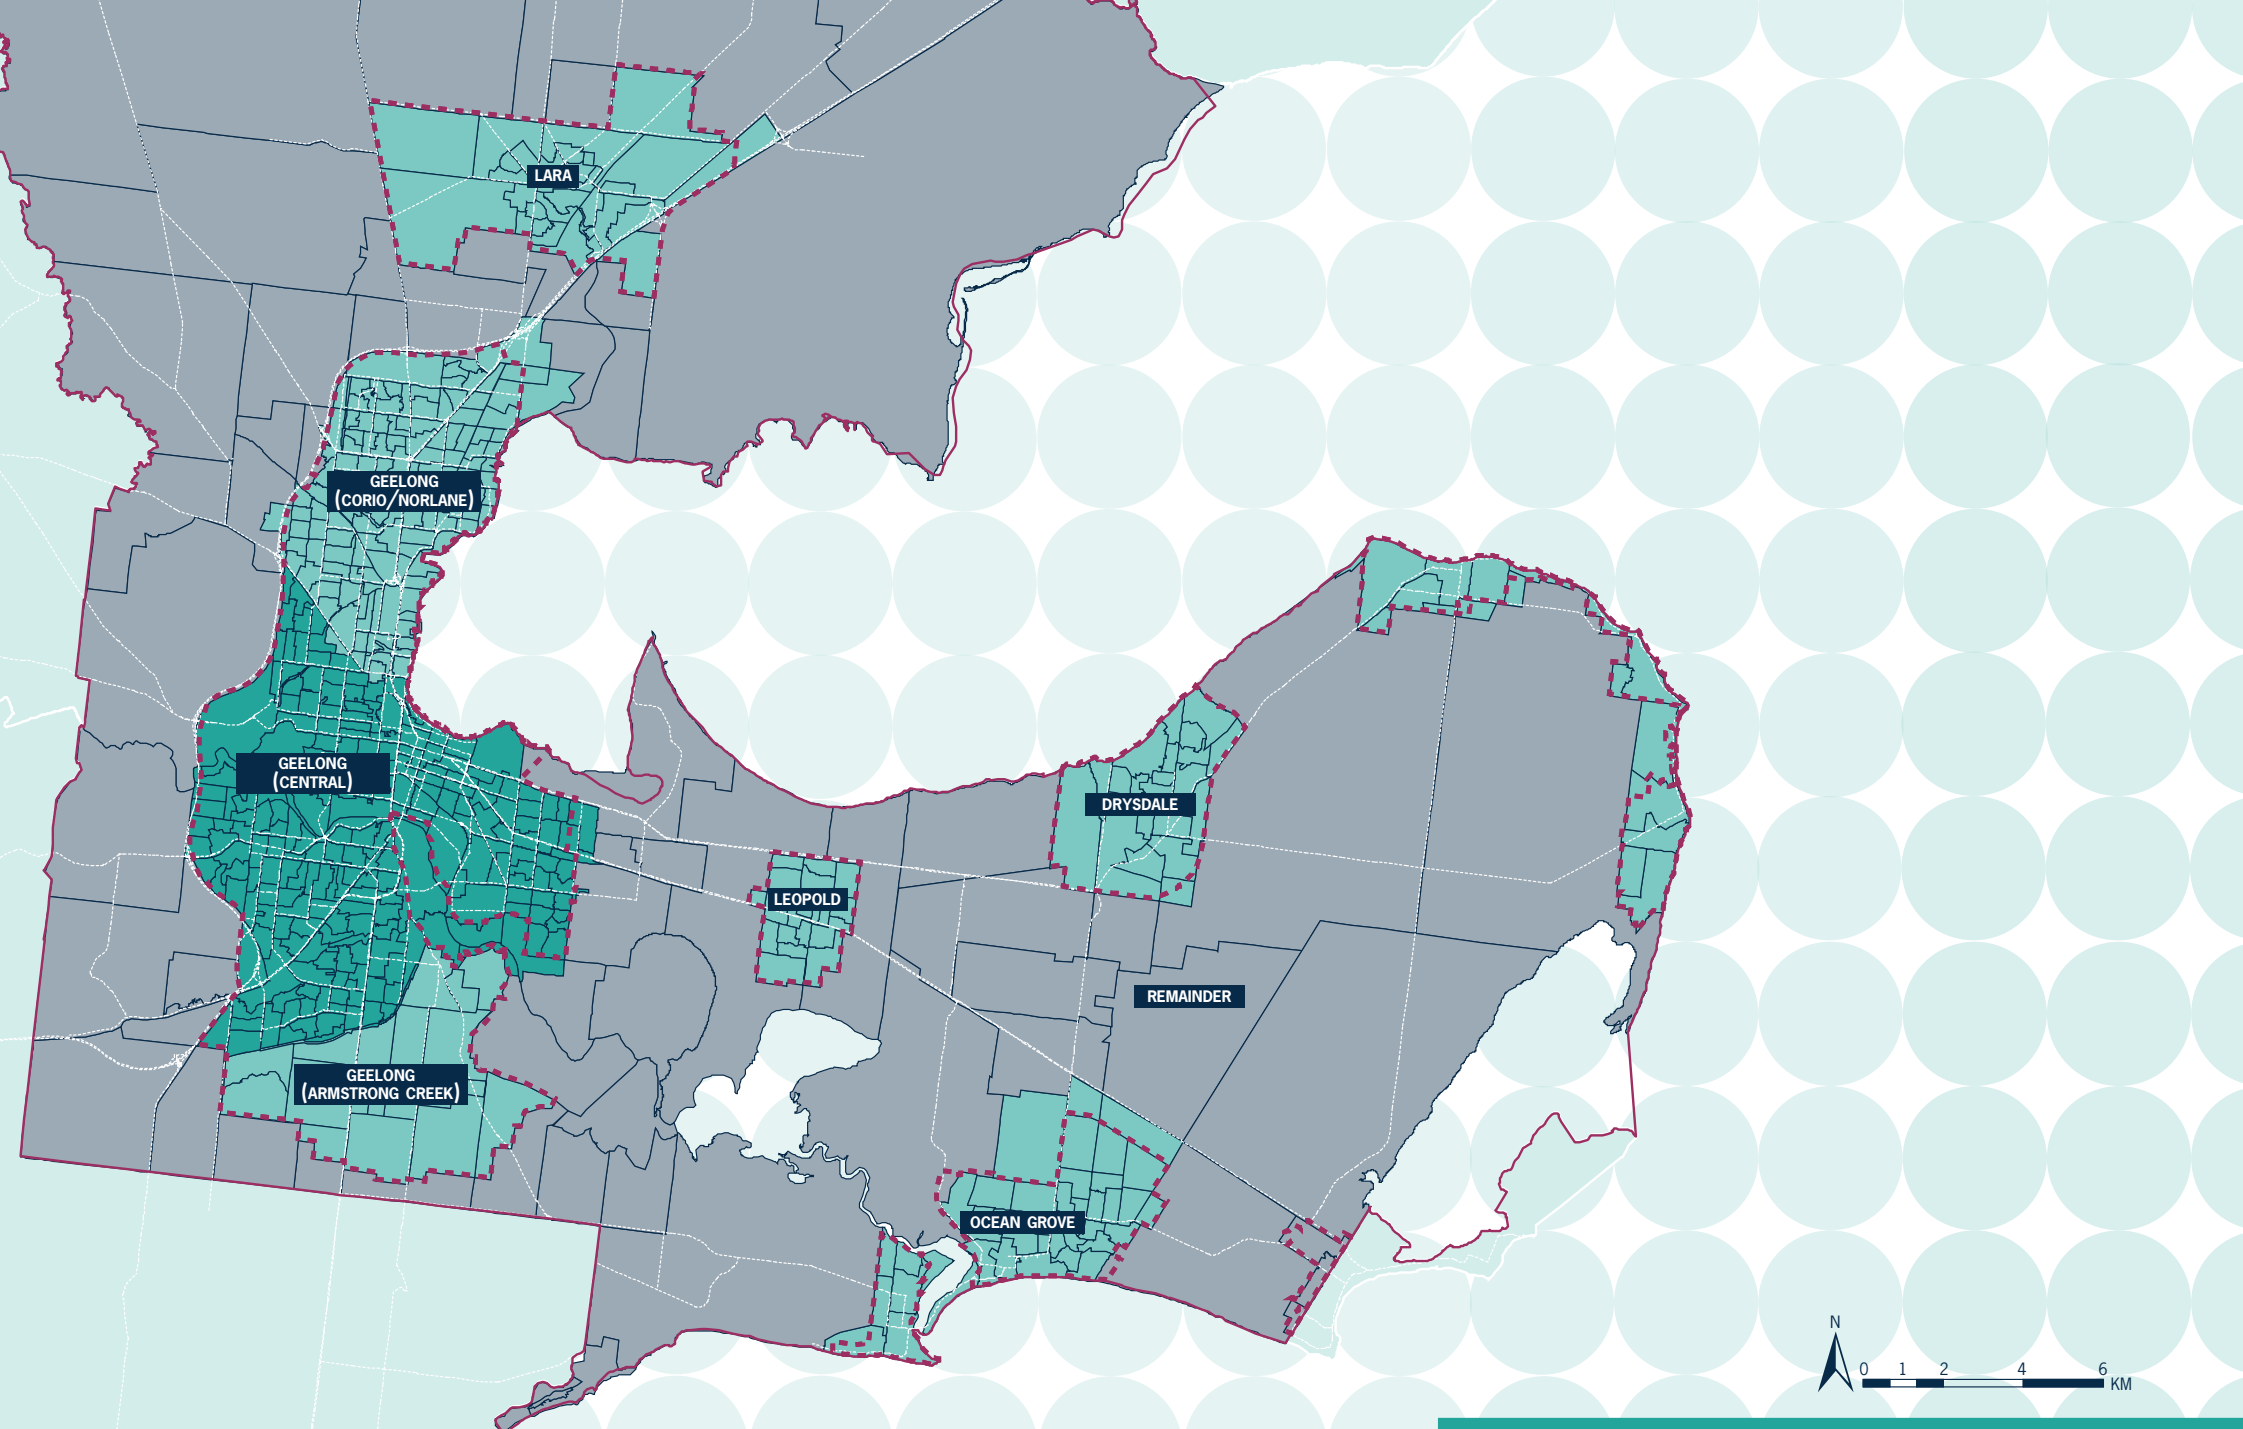 LARA
GEELONG
(CORIO/NORLANE)
GEELONG
(CENTRAL)
DRYSDALE
LEOPOLD
REMAINDER
GEELONG
(ARMSTRONG CREEK)
OCEAN GROVE
N
0 1 2 4 6
KM